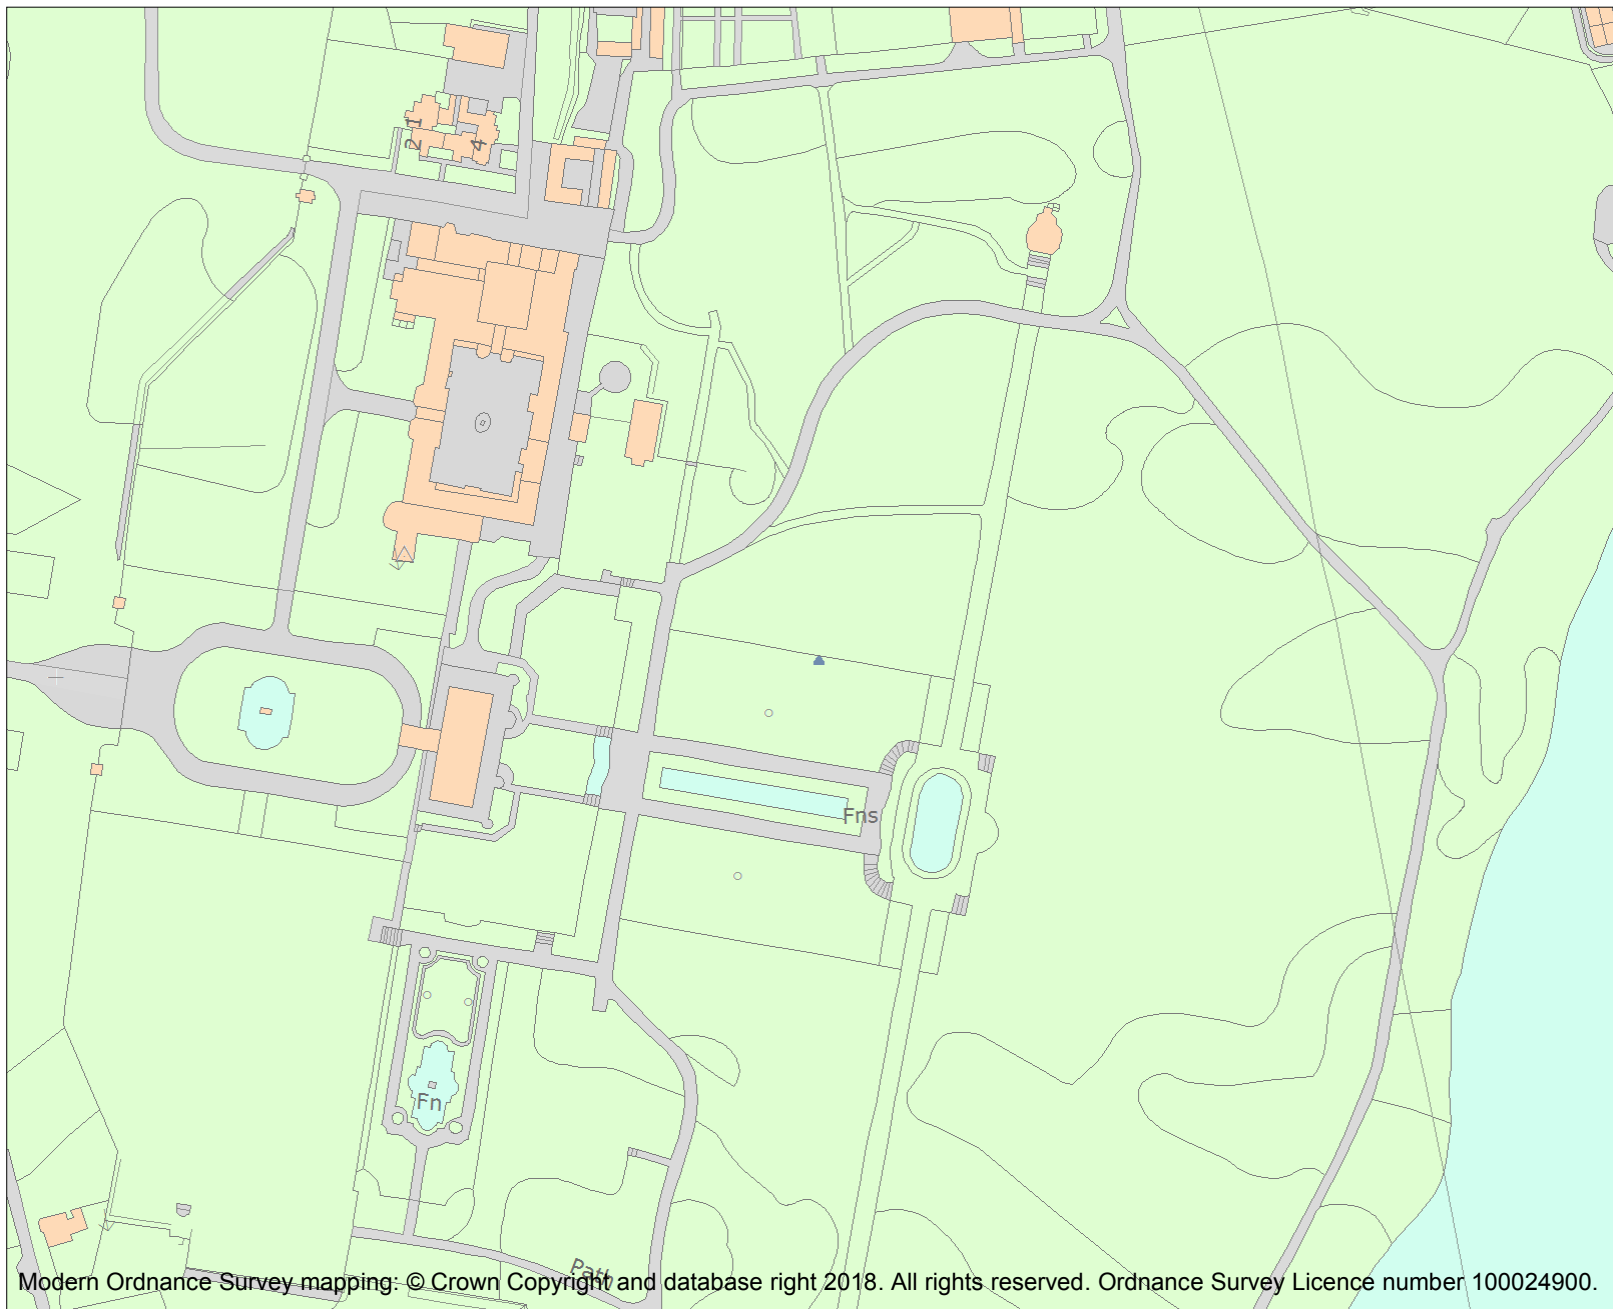 1
2
4
Fns
Fn
Path
Modern Ordnance Survey mapping: © Crown Copyright and database right 2018. All rights reserved. Ordnance Survey Licence number 100024900.